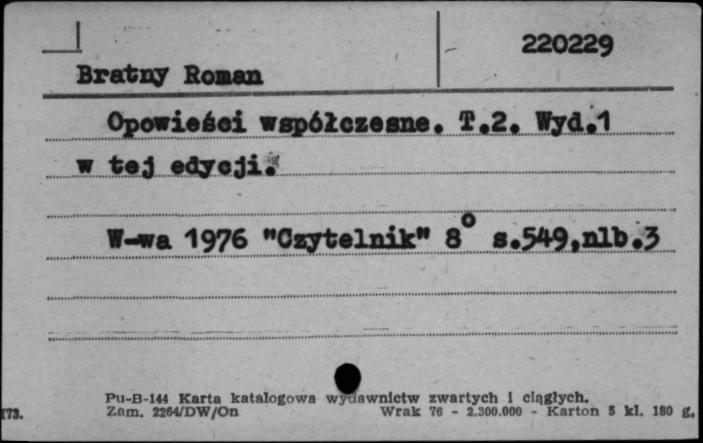 220229
Bratny Roman
Opowieści współczesne. T.2. Wyd.1
w tej edycji.
W-wa 1976 "Czytelnik" 8° s.549,nlb.3
Pu-B-144 Karta katalogowa wydawnictw zwartych i ciągłych.
173. Zam. 2264/DW/On Wrak 76 - 2.300.000 - Karton 5 kl. 180 g.